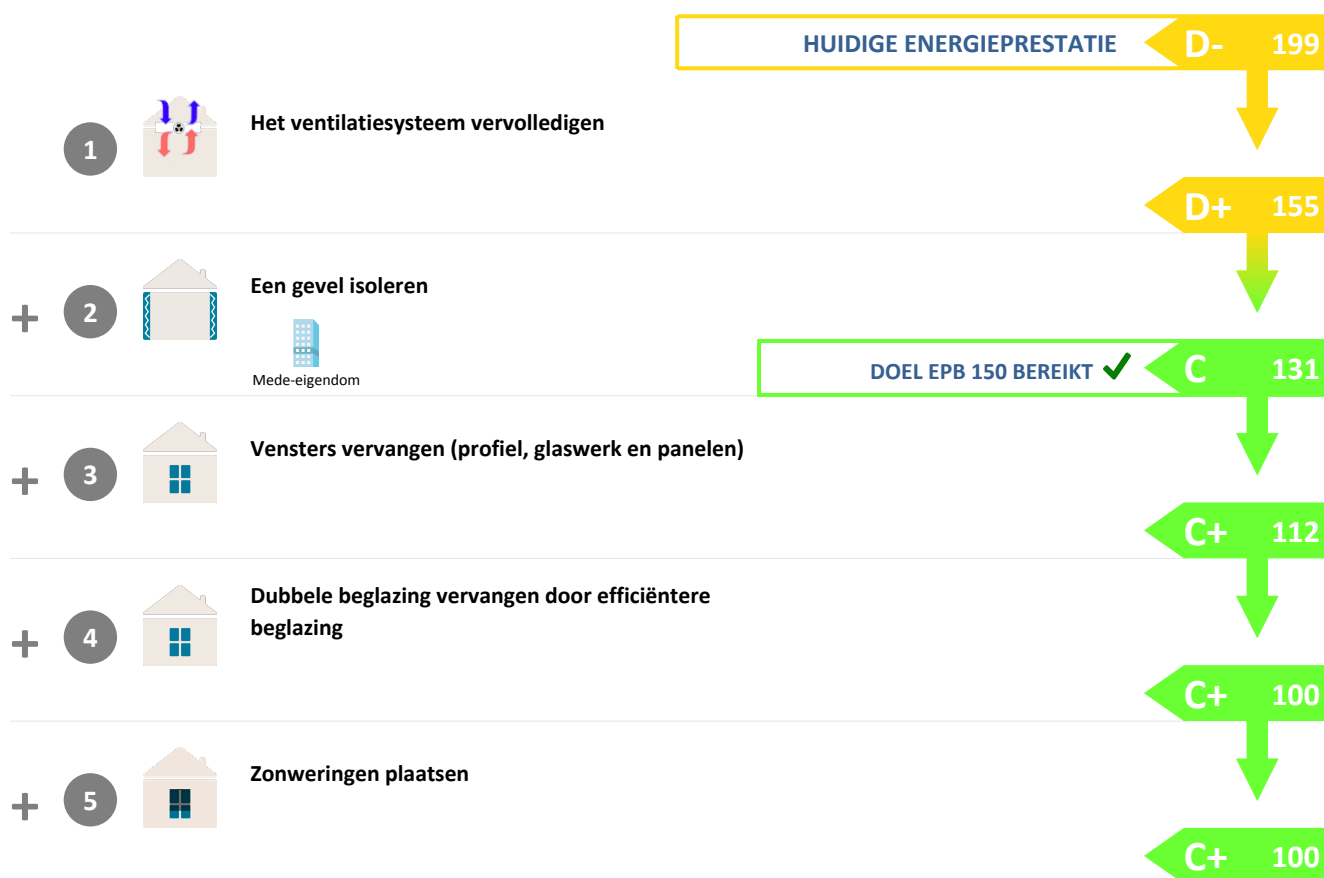 HUIDIGE ENERGIEPRESTATIE D- 199
1 Het ventilatiesysteem vervolledigen
D+ 155
+ 2 Een gevel isoleren
Mede-eigendom
DOEL EPB 150 BEREIKT ✔ C 131
+ 3 Vensters vervangen (profiel, glaswerk en panelen)
C+ 112
+ 4 Dubbele beglazing vervangen door efficiëntere
beglazing
C+ 100
+ 5 Zonweringen plaatsen
C+ 100